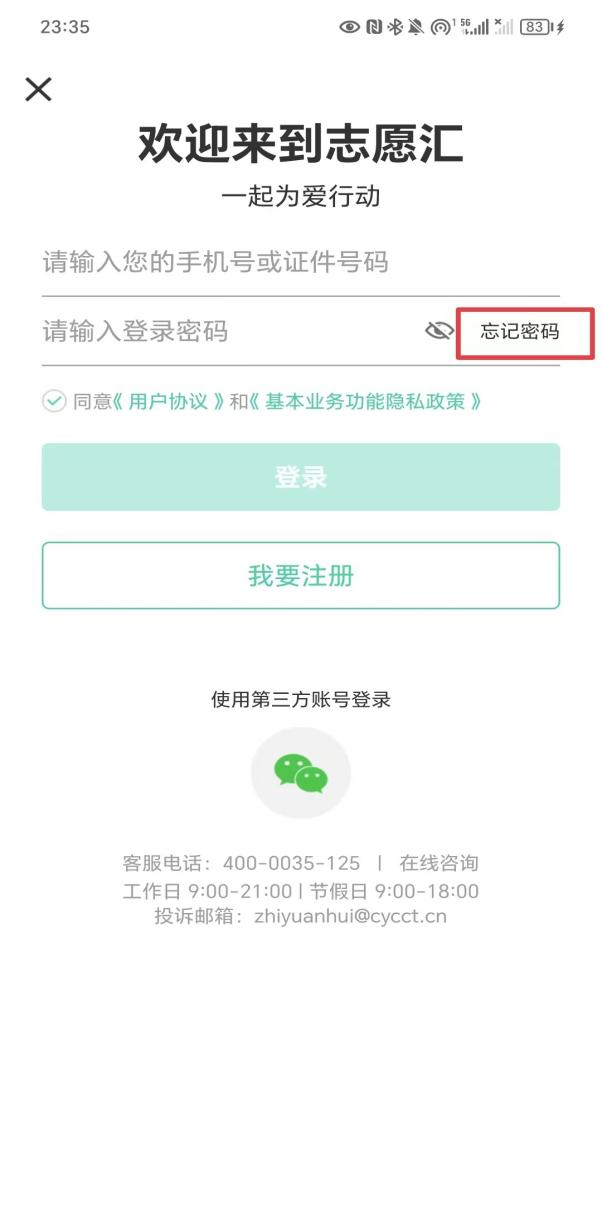 23:35
1 5G 83
欢迎来到志愿汇
一起为爱行动
请输入您的手机号或证件号码
请输入登录密码 忘记密码
同意《用户协议》和《基本业务功能隐私政策》
登录
我要注册
使用第三方账号登录
客服电话：400-0035-125 | 在线咨询
工作日 9:00-21:00 | 节假日 9:00-18:00
投诉邮箱：zhiyuanhui@cycct.cn